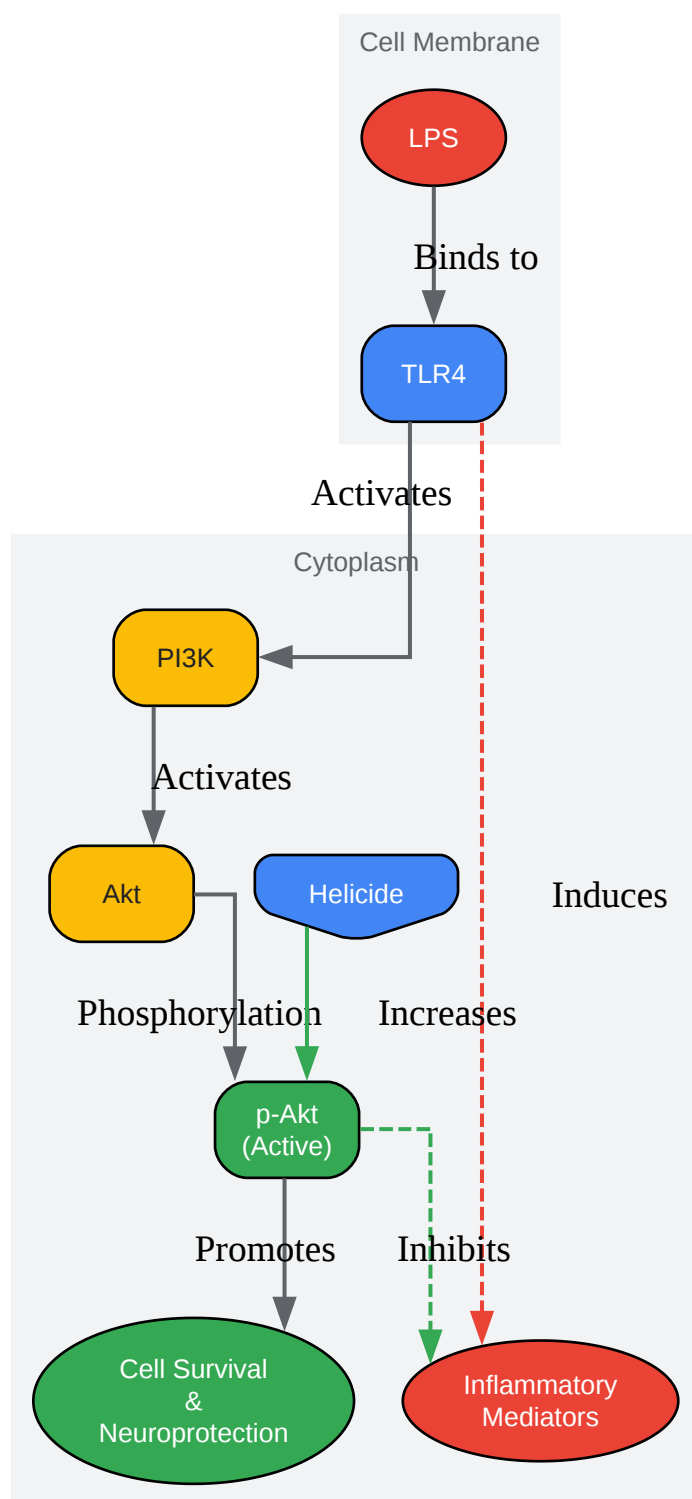 Cell Membrane
LPS
Binds to
TLR4
Activates
Cytoplasm
PI3K
Activates
Akt
Helicide
Induces
Phosphorylation
Increases
p-Akt
(Active)
Promotes
Inhibits
Cell Survival
&
Neuroprotection
Inflammatory
Mediators